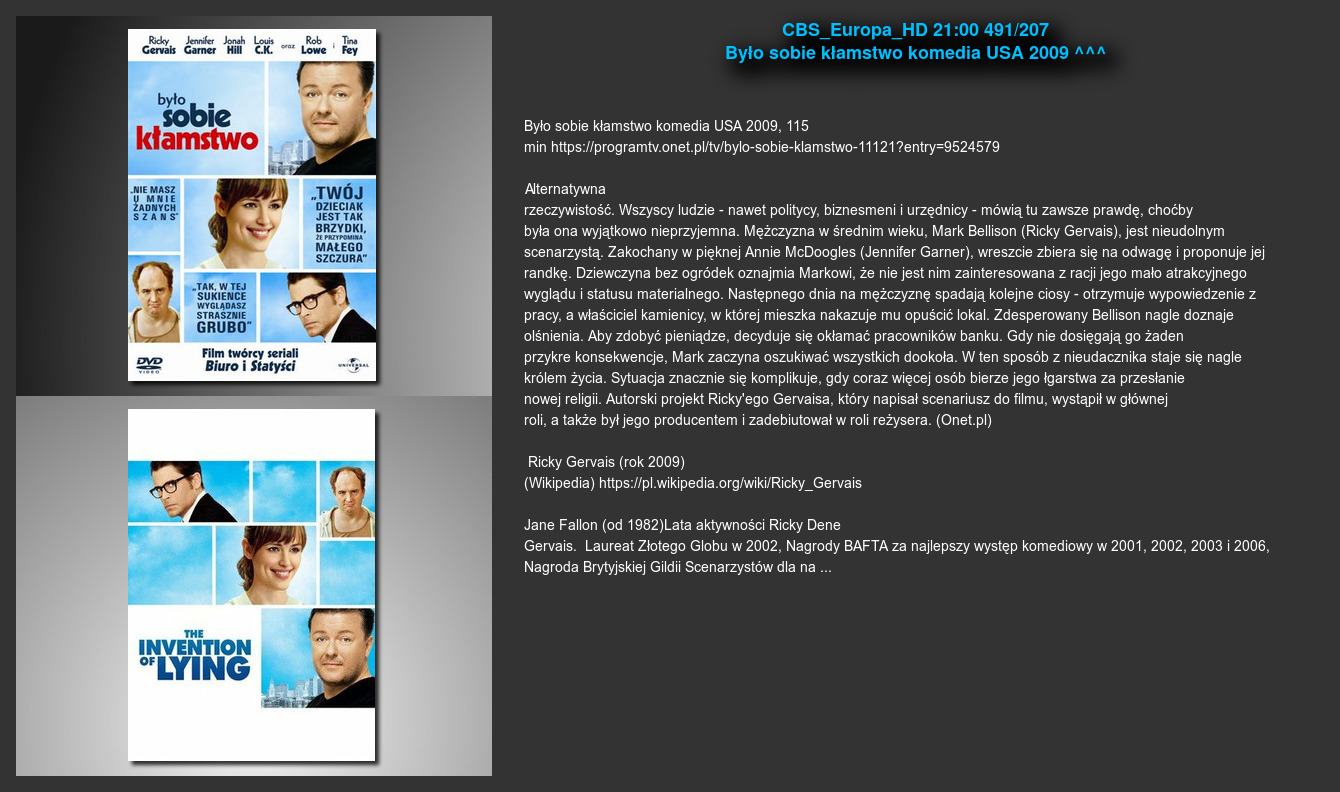 Ricky Gervais Jennifer Garner Jonah Hill Louis C.K. oraz Rob Lowe i Tina Fey
było
sobie
kłamstwo
„NIE MASZ
U MNIE
ŻADNYCH
SZANS"
„TWÓJ
DZIECIAK
JEST TAK
BRZYDKI,
ŻE PRZYPOMINA
MAŁEGO
SZCZURA"
„TAK, W TEJ
SUKIENCE
WYGLĄDASZ
STRASZNIE
GRUBO"
DVD
VIDEO
Film twórcy seriali
Biuro i Statyści
UNIVERSAL
THE
INVENTION
OF LYING
CBS_Europa_HD 21:00 491/207
Było sobie kłamstwo komedia USA 2009 ^^^
Było sobie kłamstwo komedia USA 2009, 115
min https://programtv.onet.pl/tv/bylo-sobie-klamstwo-11121?entry=9524579
Alternatywna
rzeczywistość. Wszyscy ludzie - nawet politycy, biznesmeni i urzędnicy - mówią tu zawsze prawdę, choćby
była ona wyjątkowo nieprzyjemna. Mężczyzna w średnim wieku, Mark Bellison (Ricky Gervais), jest nieudolnym
scenarzystą. Zakochany w pięknej Annie McDoogles (Jennifer Garner), wreszcie zbiera się na odwagę i proponuje jej
randkę. Dziewczyna bez ogródek oznajmia Markowi, że nie jest nim zainteresowana z racji jego mało atrakcyjnego
wyglądu i statusu materialnego. Następnego dnia na mężczyznę spadają kolejne ciosy - otrzymuje wypowiedzenie z
pracy, a właściciel kamienicy, w której mieszka nakazuje mu opuścić lokal. Zdesperowany Bellison nagle doznaje
olśnienia. Aby zdobyć pieniądze, decyduje się okłamać pracowników banku. Gdy nie dosięgają go żaden
przykre konsekwencje, Mark zaczyna oszukiwać wszystkich dookoła. W ten sposób z nieudacznika staje się nagle
królem życia. Sytuacja znacznie się komplikuje, gdy coraz więcej osób bierze jego łgarstwa za przesłanie
nowej religii. Autorski projekt Ricky'ego Gervaisa, który napisał scenariusz do filmu, wystąpił w głównej
roli, a także był jego producentem i zadebiutował w roli reżysera. (Onet.pl)
Ricky Gervais (rok 2009)
(Wikipedia) https://pl.wikipedia.org/wiki/Ricky_Gervais
Jane Fallon (od 1982)Lata aktywności Ricky Dene
Gervais.  Laureat Złotego Globu w 2002, Nagrody BAFTA za najlepszy występ komediowy w 2001, 2002, 2003 i 2006,
Nagroda Brytyjskiej Gildii Scenarzystów dla na ...